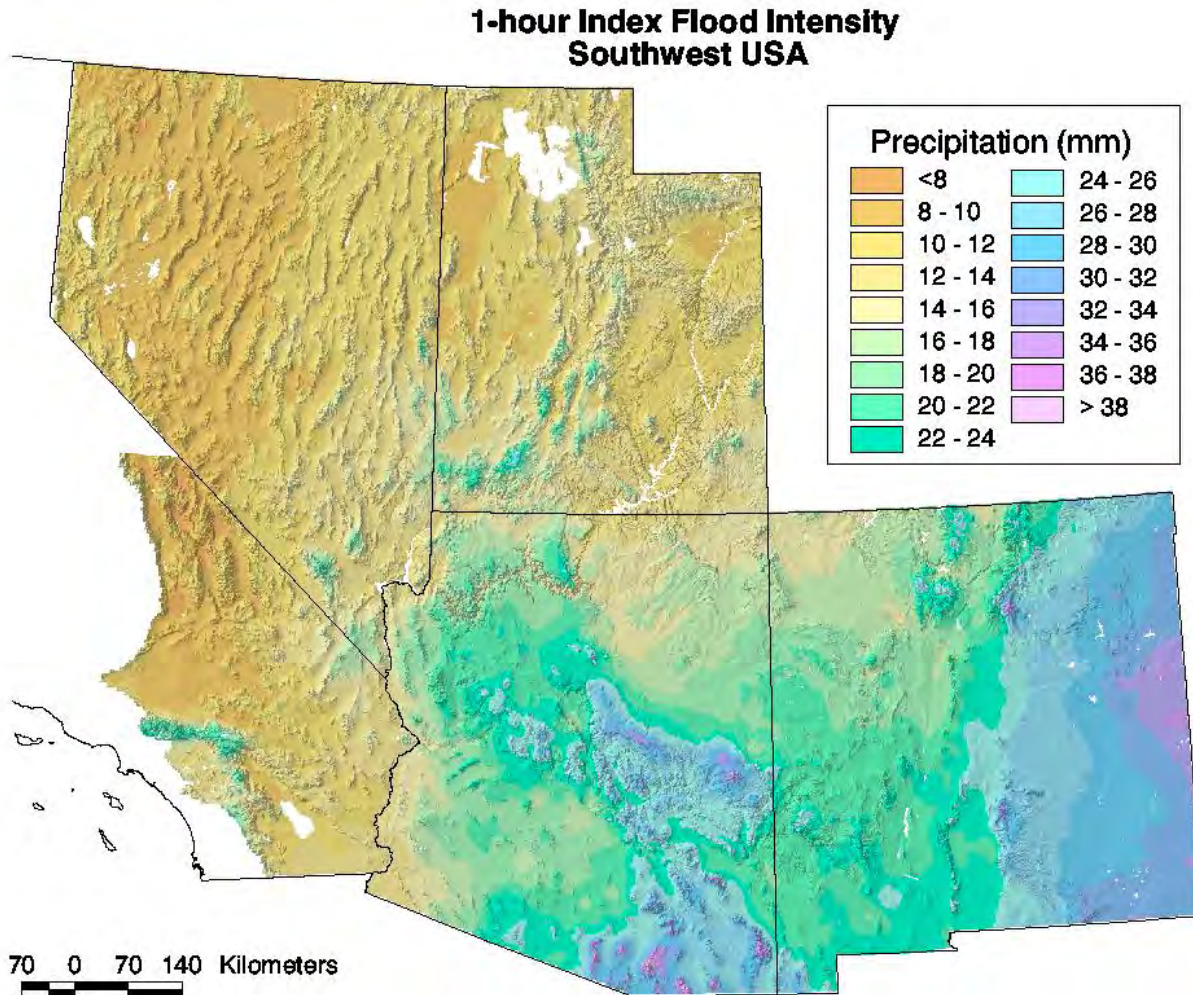 1-hour Index Flood Intensity
Southwest USA
Precipitation (mm)
<8
8 - 10
10 - 12
12 - 14
14 - 16
16 - 18
18 - 20
20 - 22
22 - 24
24 - 26
26 - 28
28 - 30
30 - 32
32 - 34
34 - 36
36 - 38
> 38
70 0 70 140 Kilometers